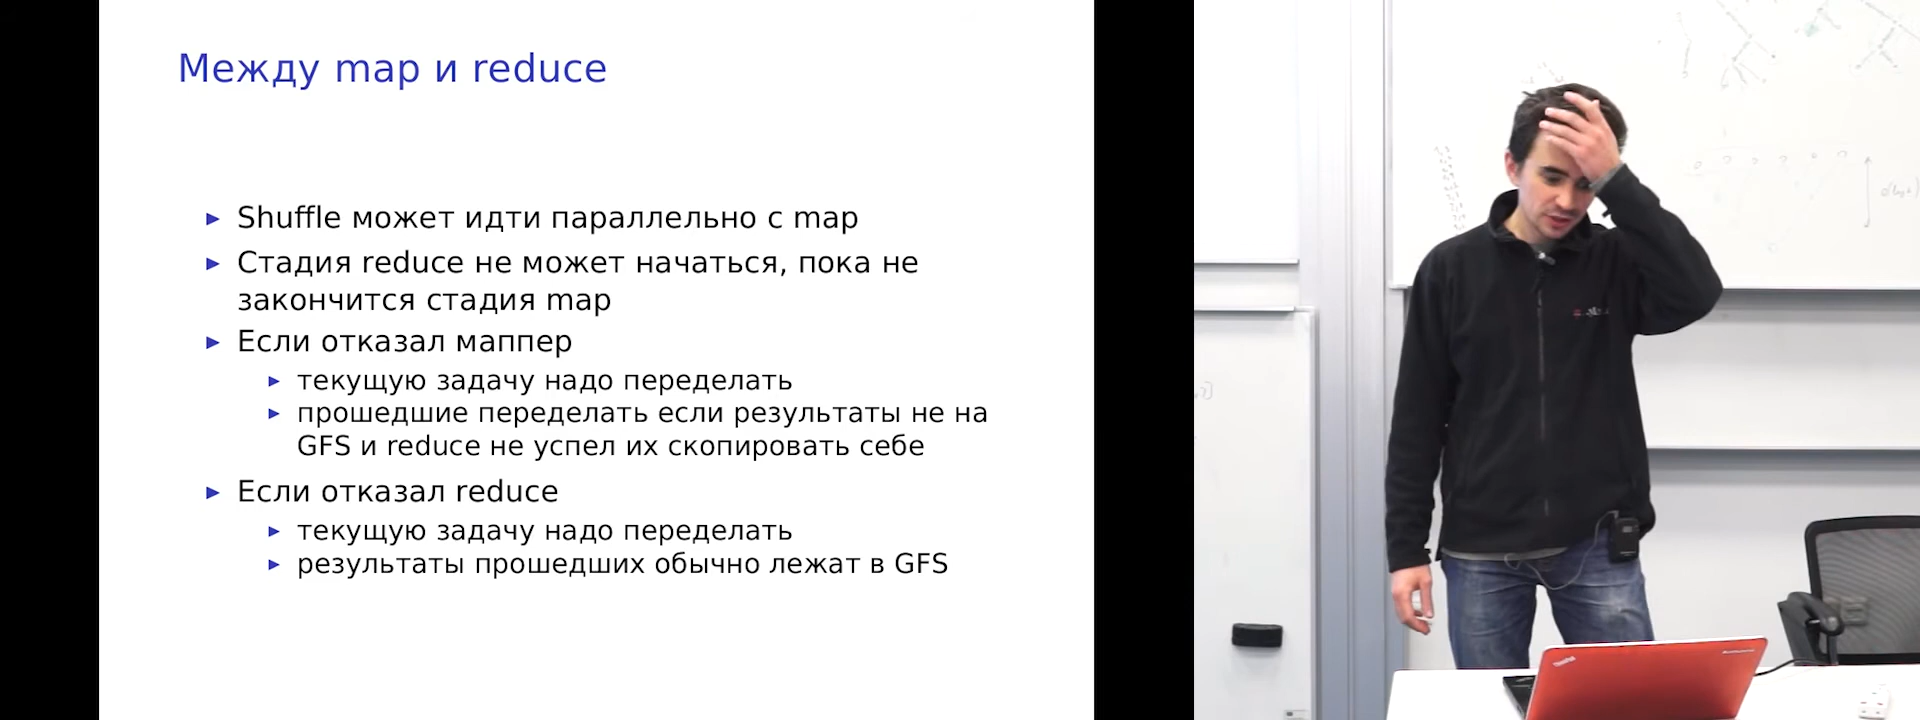 Между map и reduce
Shuffle может идти параллельно с map
Стадия reduce не может начаться, пока не
закончится стадия map
Если отказал маппер
текущую задачу надо переделать
прошедшие переделать если результаты не на
GFS и reduce не успел их скопировать себе
Если отказал reduce
текущую задачу надо переделать
результаты прошедших обычно лежат в GFS
ThinkPad